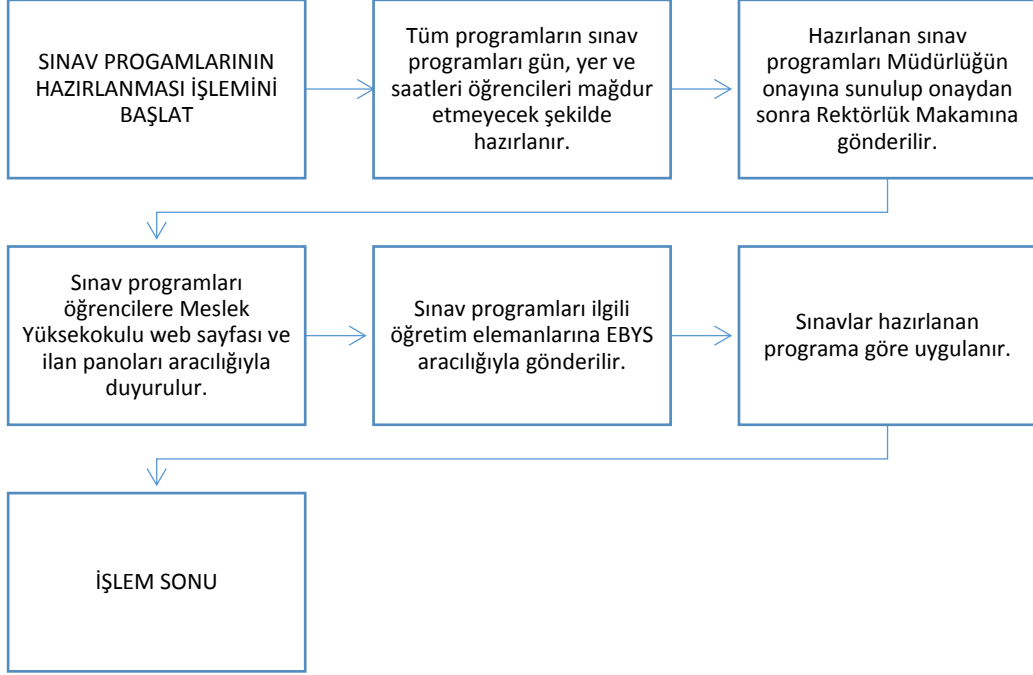 SINAV PROGAMLARININ
HAZIRLANMASI İŞLEMİNİ
BAŞLAT
Tüm programların sınav
programları gün, yer ve
saatleri öğrencileri mağdur
etmeyecek şekilde
hazırlanır.
Hazırlanan sınav
programları Müdürlüğün
onayına sunulup onaydan
sonra Rektörlük Makamına
gönderilir.
Sınav programları
öğrencilere Meslek
Yüksekokulu web sayfası ve
ilan panoları aracılığıyla
duyurulur.
Sınav programları ilgili
öğretim elemanlarına EBYS
aracılığıyla gönderilir.
Sınavlar hazırlanan
programa göre uygulanır.
İŞLEM SONU